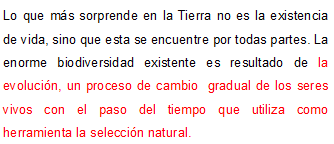 Lo que más sorprende en la Tierra no es la existencia
de vida, sino que esta se encuentre por todas partes. La
enorme biodiversidad existente es resultado de la
evolución, un proceso de cambio gradual de los seres
vivos con el paso del tiempo que utiliza como
herramienta la selección natural.